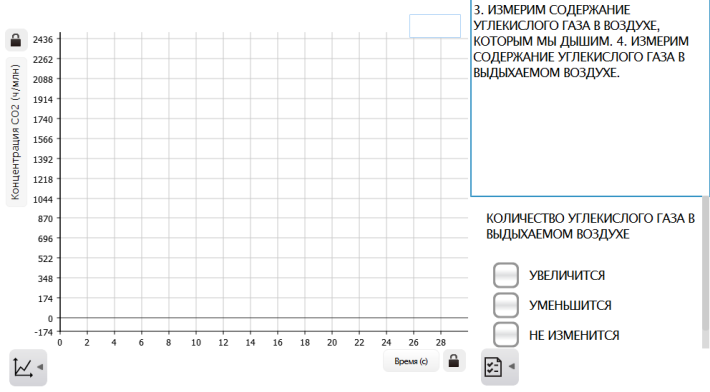 3. ИЗМЕРИМ СОДЕРЖАНИЕ
УГЛЕКИСЛОГО ГАЗА В ВОЗДУХЕ,
КОТОРЫМ МЫ ДЫШИМ. 4. ИЗМЕРИМ
СОДЕРЖАНИЕ УГЛЕКИСЛОГО ГАЗА В
ВЫДЫХАЕМОМ ВОЗДУХЕ.
Концентрация CO2 (ч/млн)
2436
2262
2088
1914
1740
1566
1392
1218
1044
870
696
522
348
174
0
-174
0 2 4 6 8 10 12 14 16 18 20 22 24 26 28
Время (с)
КОЛИЧЕСТВО УГЛЕКИСЛОГО ГАЗА В
ВЫДЫХАЕМОМ ВОЗДУХЕ
УВЕЛИЧИТСЯ
УМЕНЬШИТСЯ
НЕ ИЗМЕНИТСЯ